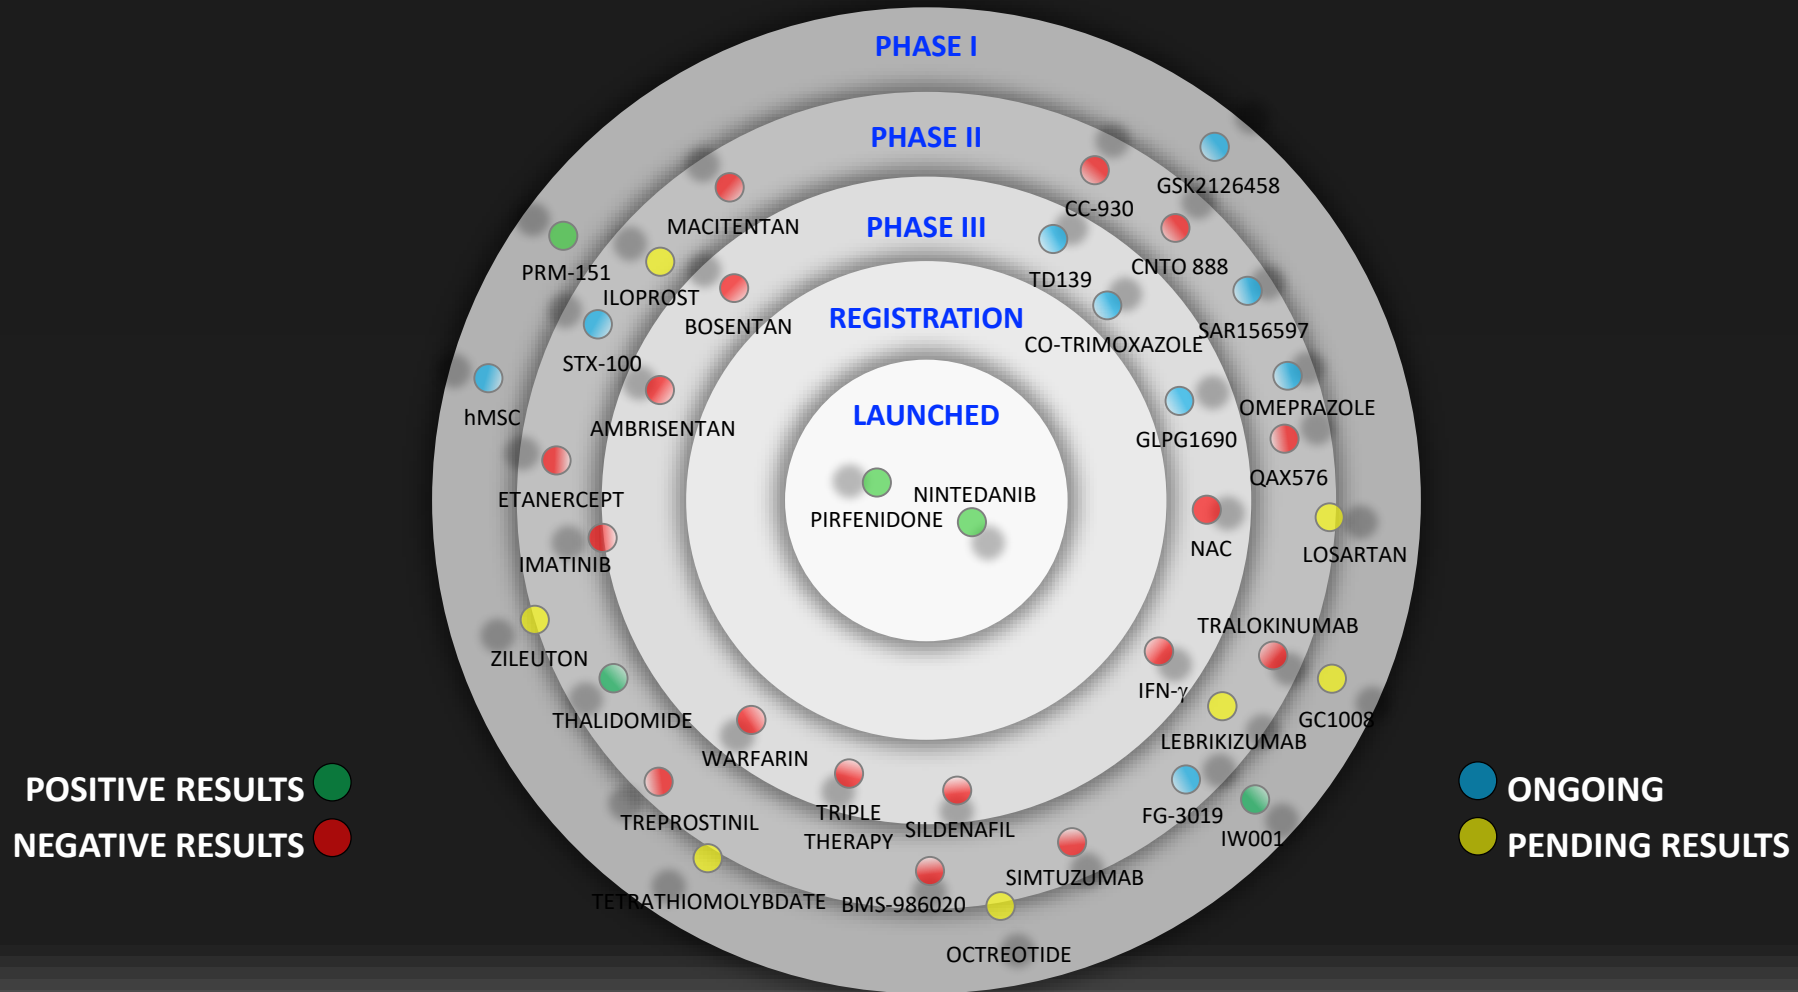 PHASE I
PHASE II
GSK2126458
CC-930
MACITENTAN
PHASE III
CNTO 888
PRM-151
TD139
ILOPROST
BOSENTAN
REGISTRATION
SAR156597
CO-TRIMOXAZOLE
STX-100
OMEPRAZOLE
hMSC
LAUNCHED
AMBRISENTAN
GLPG1690
QAX576
ETANERCEPT
NINTEDANIB
PIRFENIDONE
NAC
LOSARTAN
IMATINIB
TRALOKINUMAB
ZILEUTON
IFN-γ
THALIDOMIDE
GC1008
LEBRIKIZUMAB
WARFARIN
POSITIVE RESULTS
ONGOING
TRIPLE
THERAPY
TREPROSTINIL
SILDENAFIL
FG-3019
IW001
NEGATIVE RESULTS
PENDING RESULTS
SIMTUZUMAB
TETRATHIOMOLYBDATE
BMS-986020
OCTREOTIDE